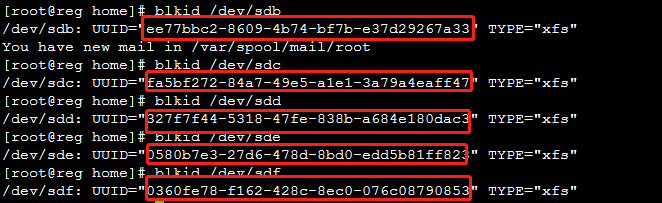 [root@reg home]# blkid /dev/sdb
/dev/sdb: UUID="ee77bbc2-8609-4b74-bf7b-e37d29267a33" TYPE="xfs"
You have new mail in /var/spool/mail/root
[root@reg home]# blkid /dev/sdc
/dev/sdc: UUID="fa5bf272-84a7-49e5-a1e1-3a79a4eaff47" TYPE="xfs"
[root@reg home]# blkid /dev/sdd
/dev/sdd: UUID="327f7f44-5318-47fe-838b-a684e180dac3" TYPE="xfs"
[root@reg home]# blkid /dev/sde
/dev/sde: UUID="0580b7e3-27d6-478d-8bd0-edd5b81ff823" TYPE="xfs"
[root@reg home]# blkid /dev/sdf
/dev/sdf: UUID="0360fe78-f162-428c-8ec0-076c08790853" TYPE="xfs"